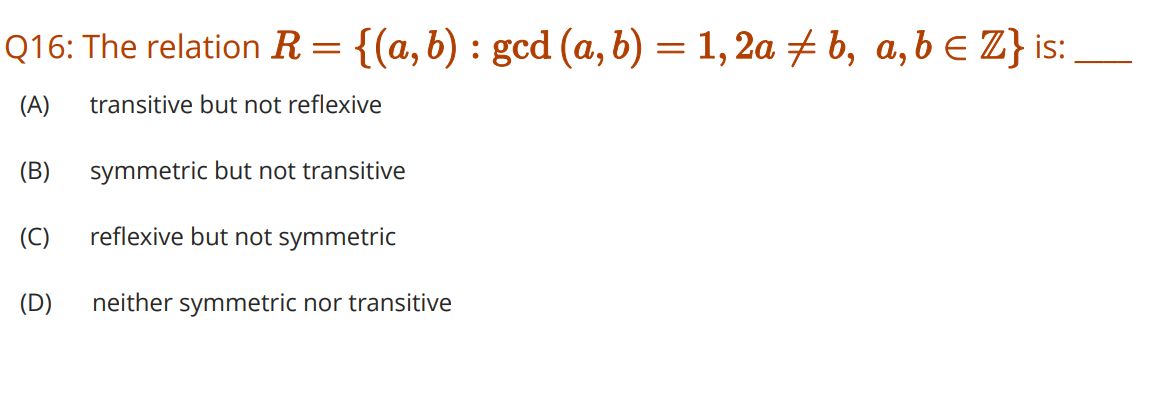 Q16: The relation R = {(a, b) : gcd (a, b) = 1, 2a ≠ b, a, b ∈ ℤ} is: ____
(A) transitive but not reflexive
(B) symmetric but not transitive
(C) reflexive but not symmetric
(D) neither symmetric nor transitive